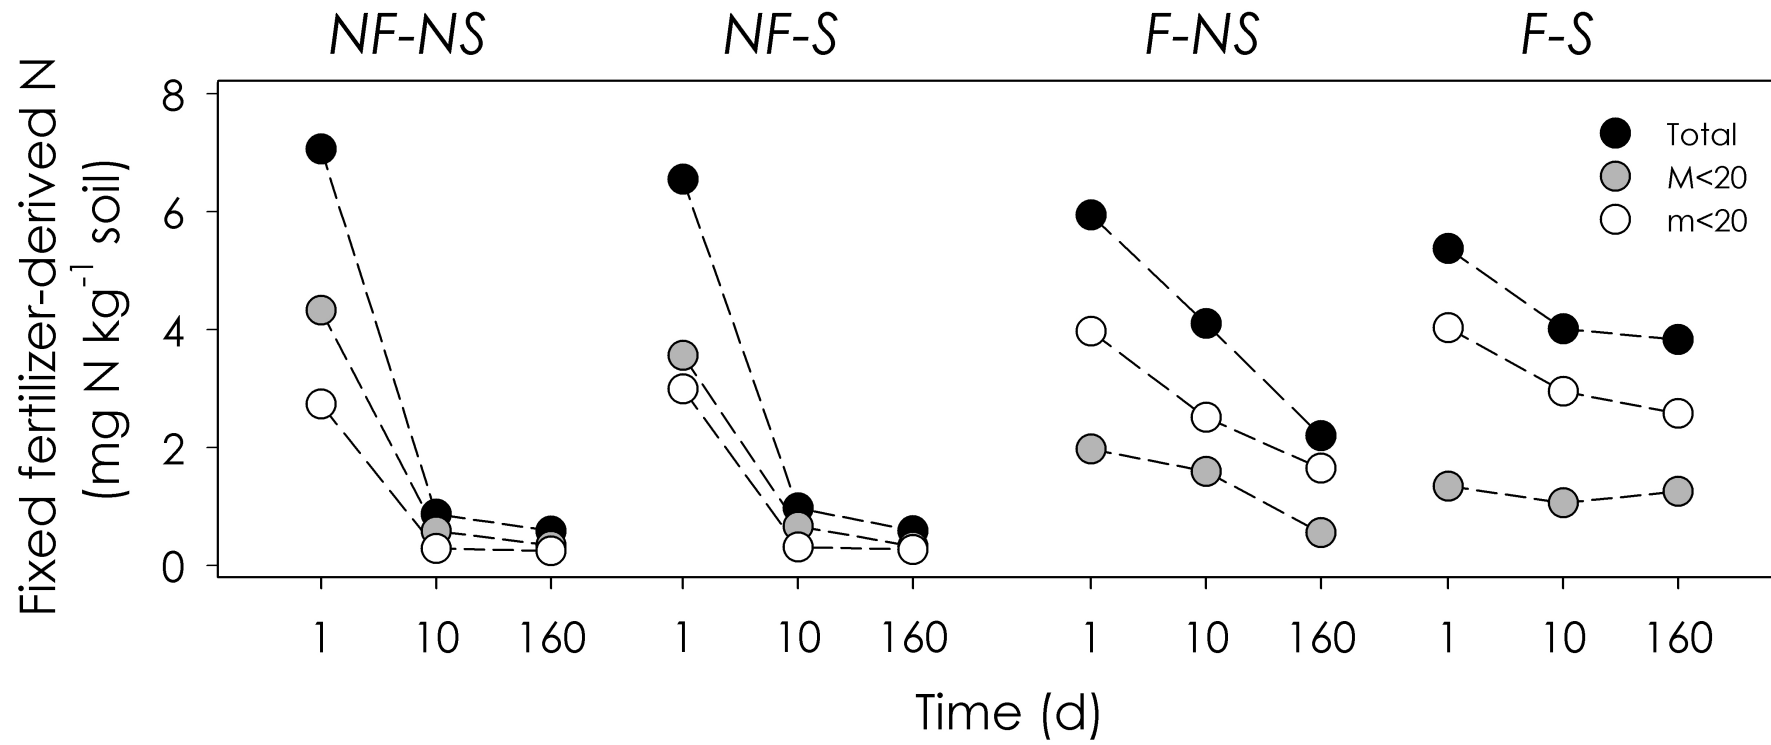 NF-NS NF-S F-NS F-S
Fixed fertilizer-derived N
(mg N kg⁻¹ soil)
8
6
4
2
0
Total
M<20
m<20
1 10 160 1 10 160 1 10 160 1 10 160
Time (d)